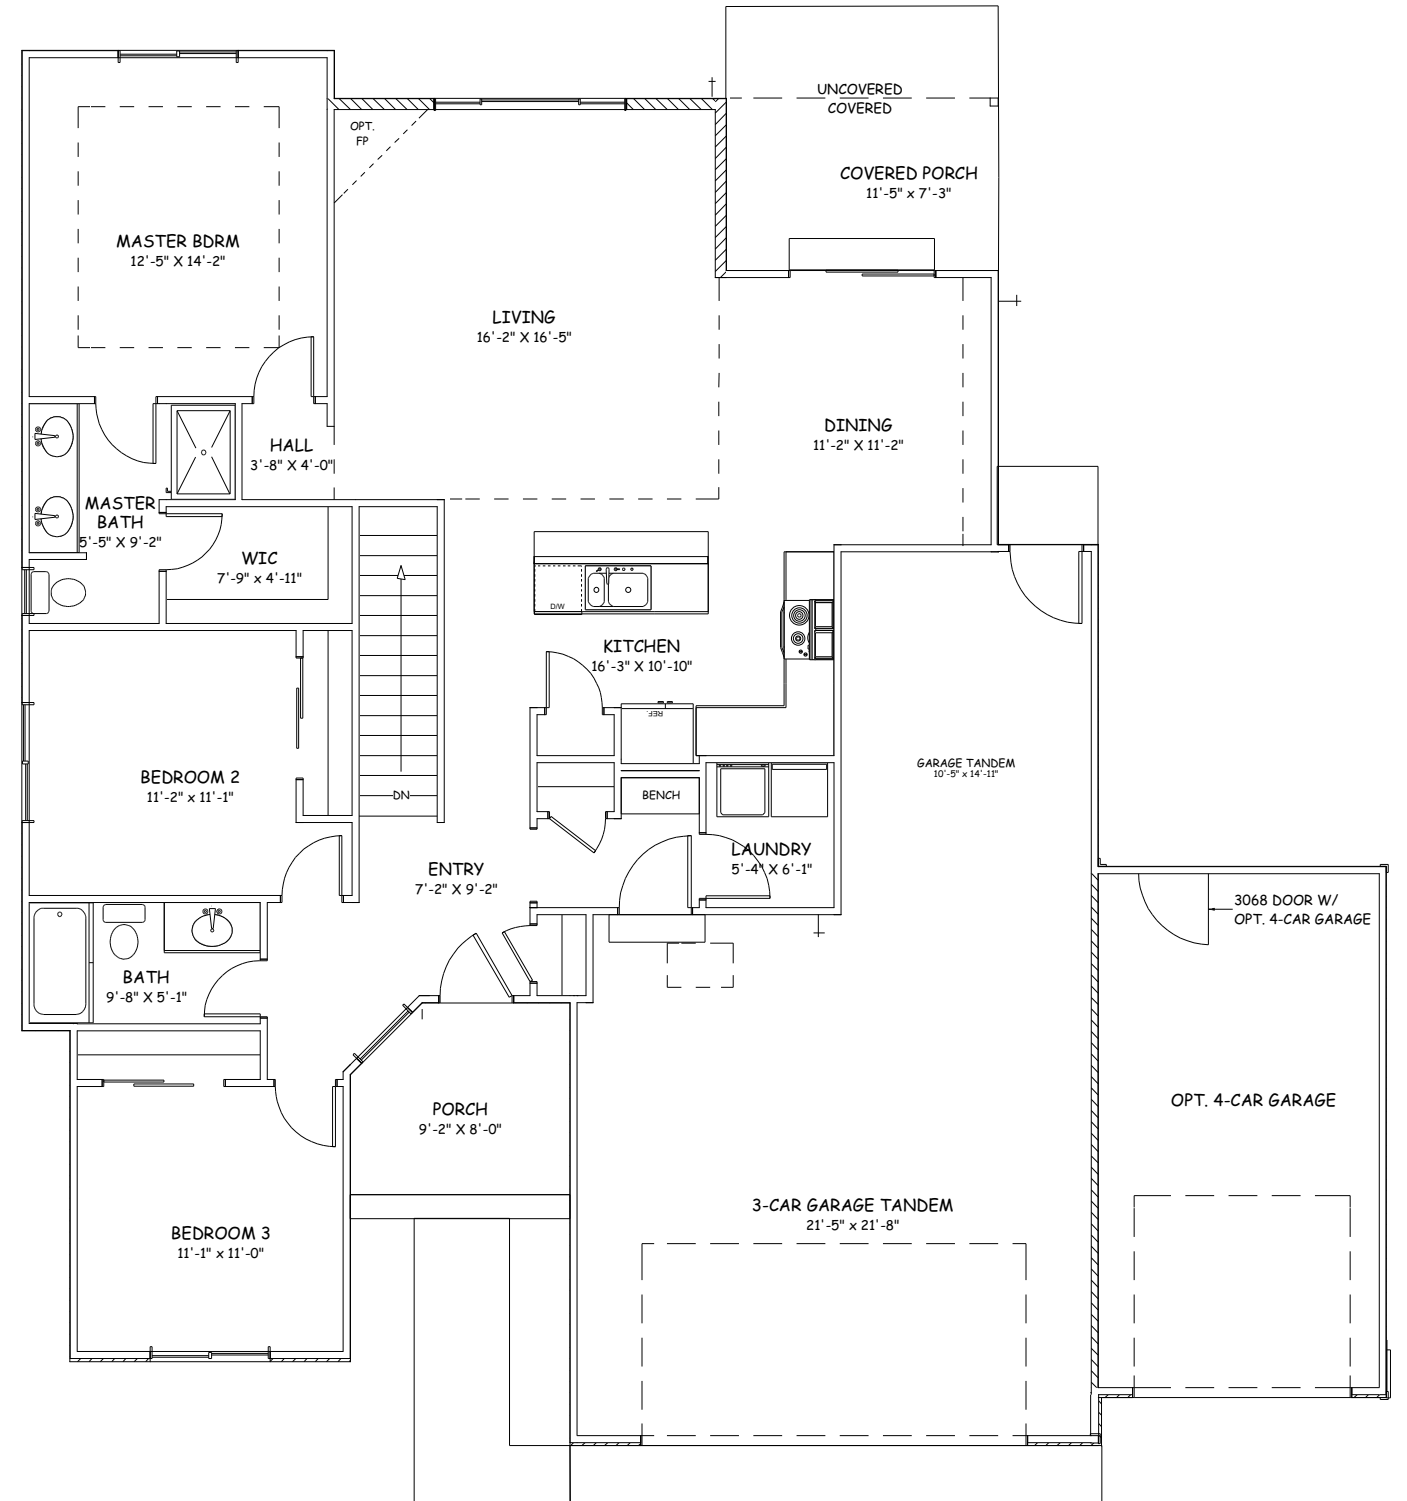 UNCOVERED
COVERED
OPT.
FP
COVERED PORCH
11'-5" x 7'-3"
MASTER BDRM
12'-5" X 14'-2"
LIVING
16'-2" X 16'-5"
DINING
11'-2" X 11'-2"
HALL
3'-8" X 4'-0"
MASTER
BATH
5'-5" X 9'-2"
WIC
7'-9" x 4'-11"
D/W
KITCHEN
16'-3" X 10'-10"
REF.
GARAGE TANDEM
10'-5" x 14'-11"
BEDROOM 2
11'-2" x 11'-1"
DN
BENCH
LAUNDRY
5'-4" X 6'-1"
ENTRY
7'-2" X 9'-2"
3068 DOOR W/
OPT. 4-CAR GARAGE
BATH
9'-8" X 5'-1"
PORCH
9'-2" X 8'-0"
OPT. 4-CAR GARAGE
3-CAR GARAGE TANDEM
21'-5" x 21'-8"
BEDROOM 3
11'-1" x 11'-0"